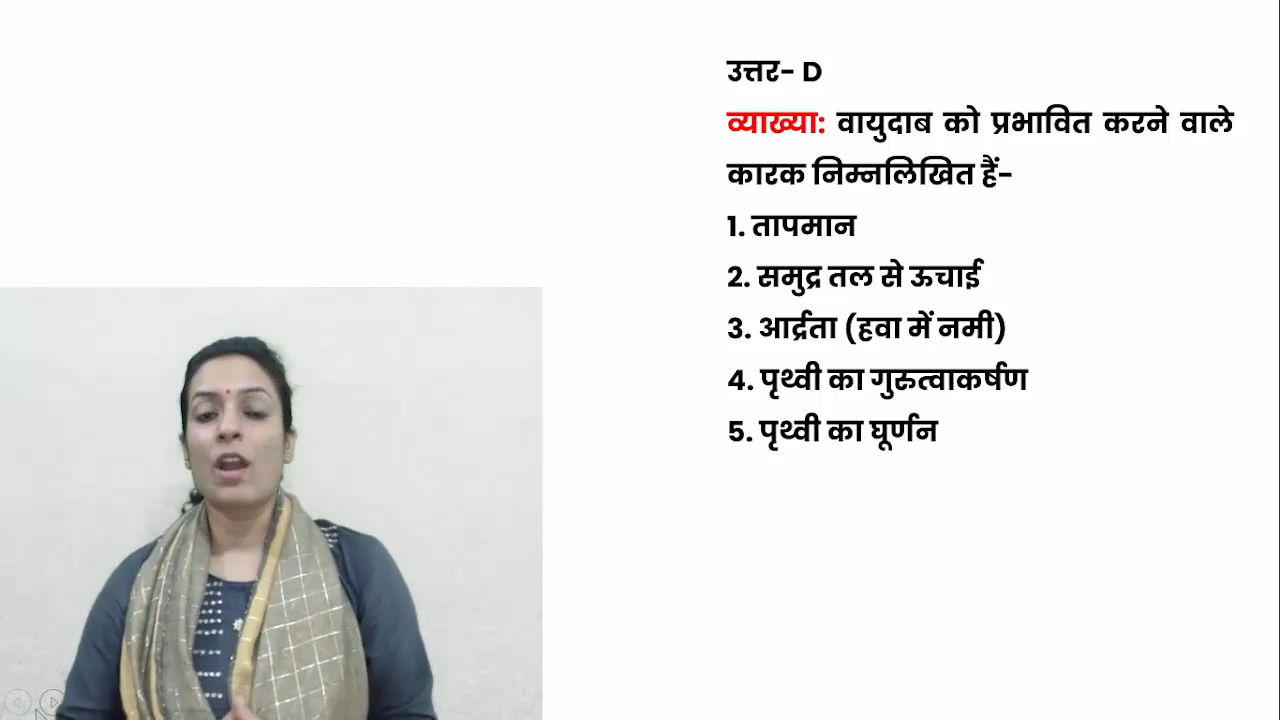 उत्तर- D
व्याख्या: वायुदाब को प्रभावित करने वाले
कारक निम्नलिखित हैं-
1. तापमान
2. समुद्र तल से ऊचाई
3. आर्द्रता (हवा में नमी)
4. पृथ्वी का गुरुत्वाकर्षण
5. पृथ्वी का घूर्णन